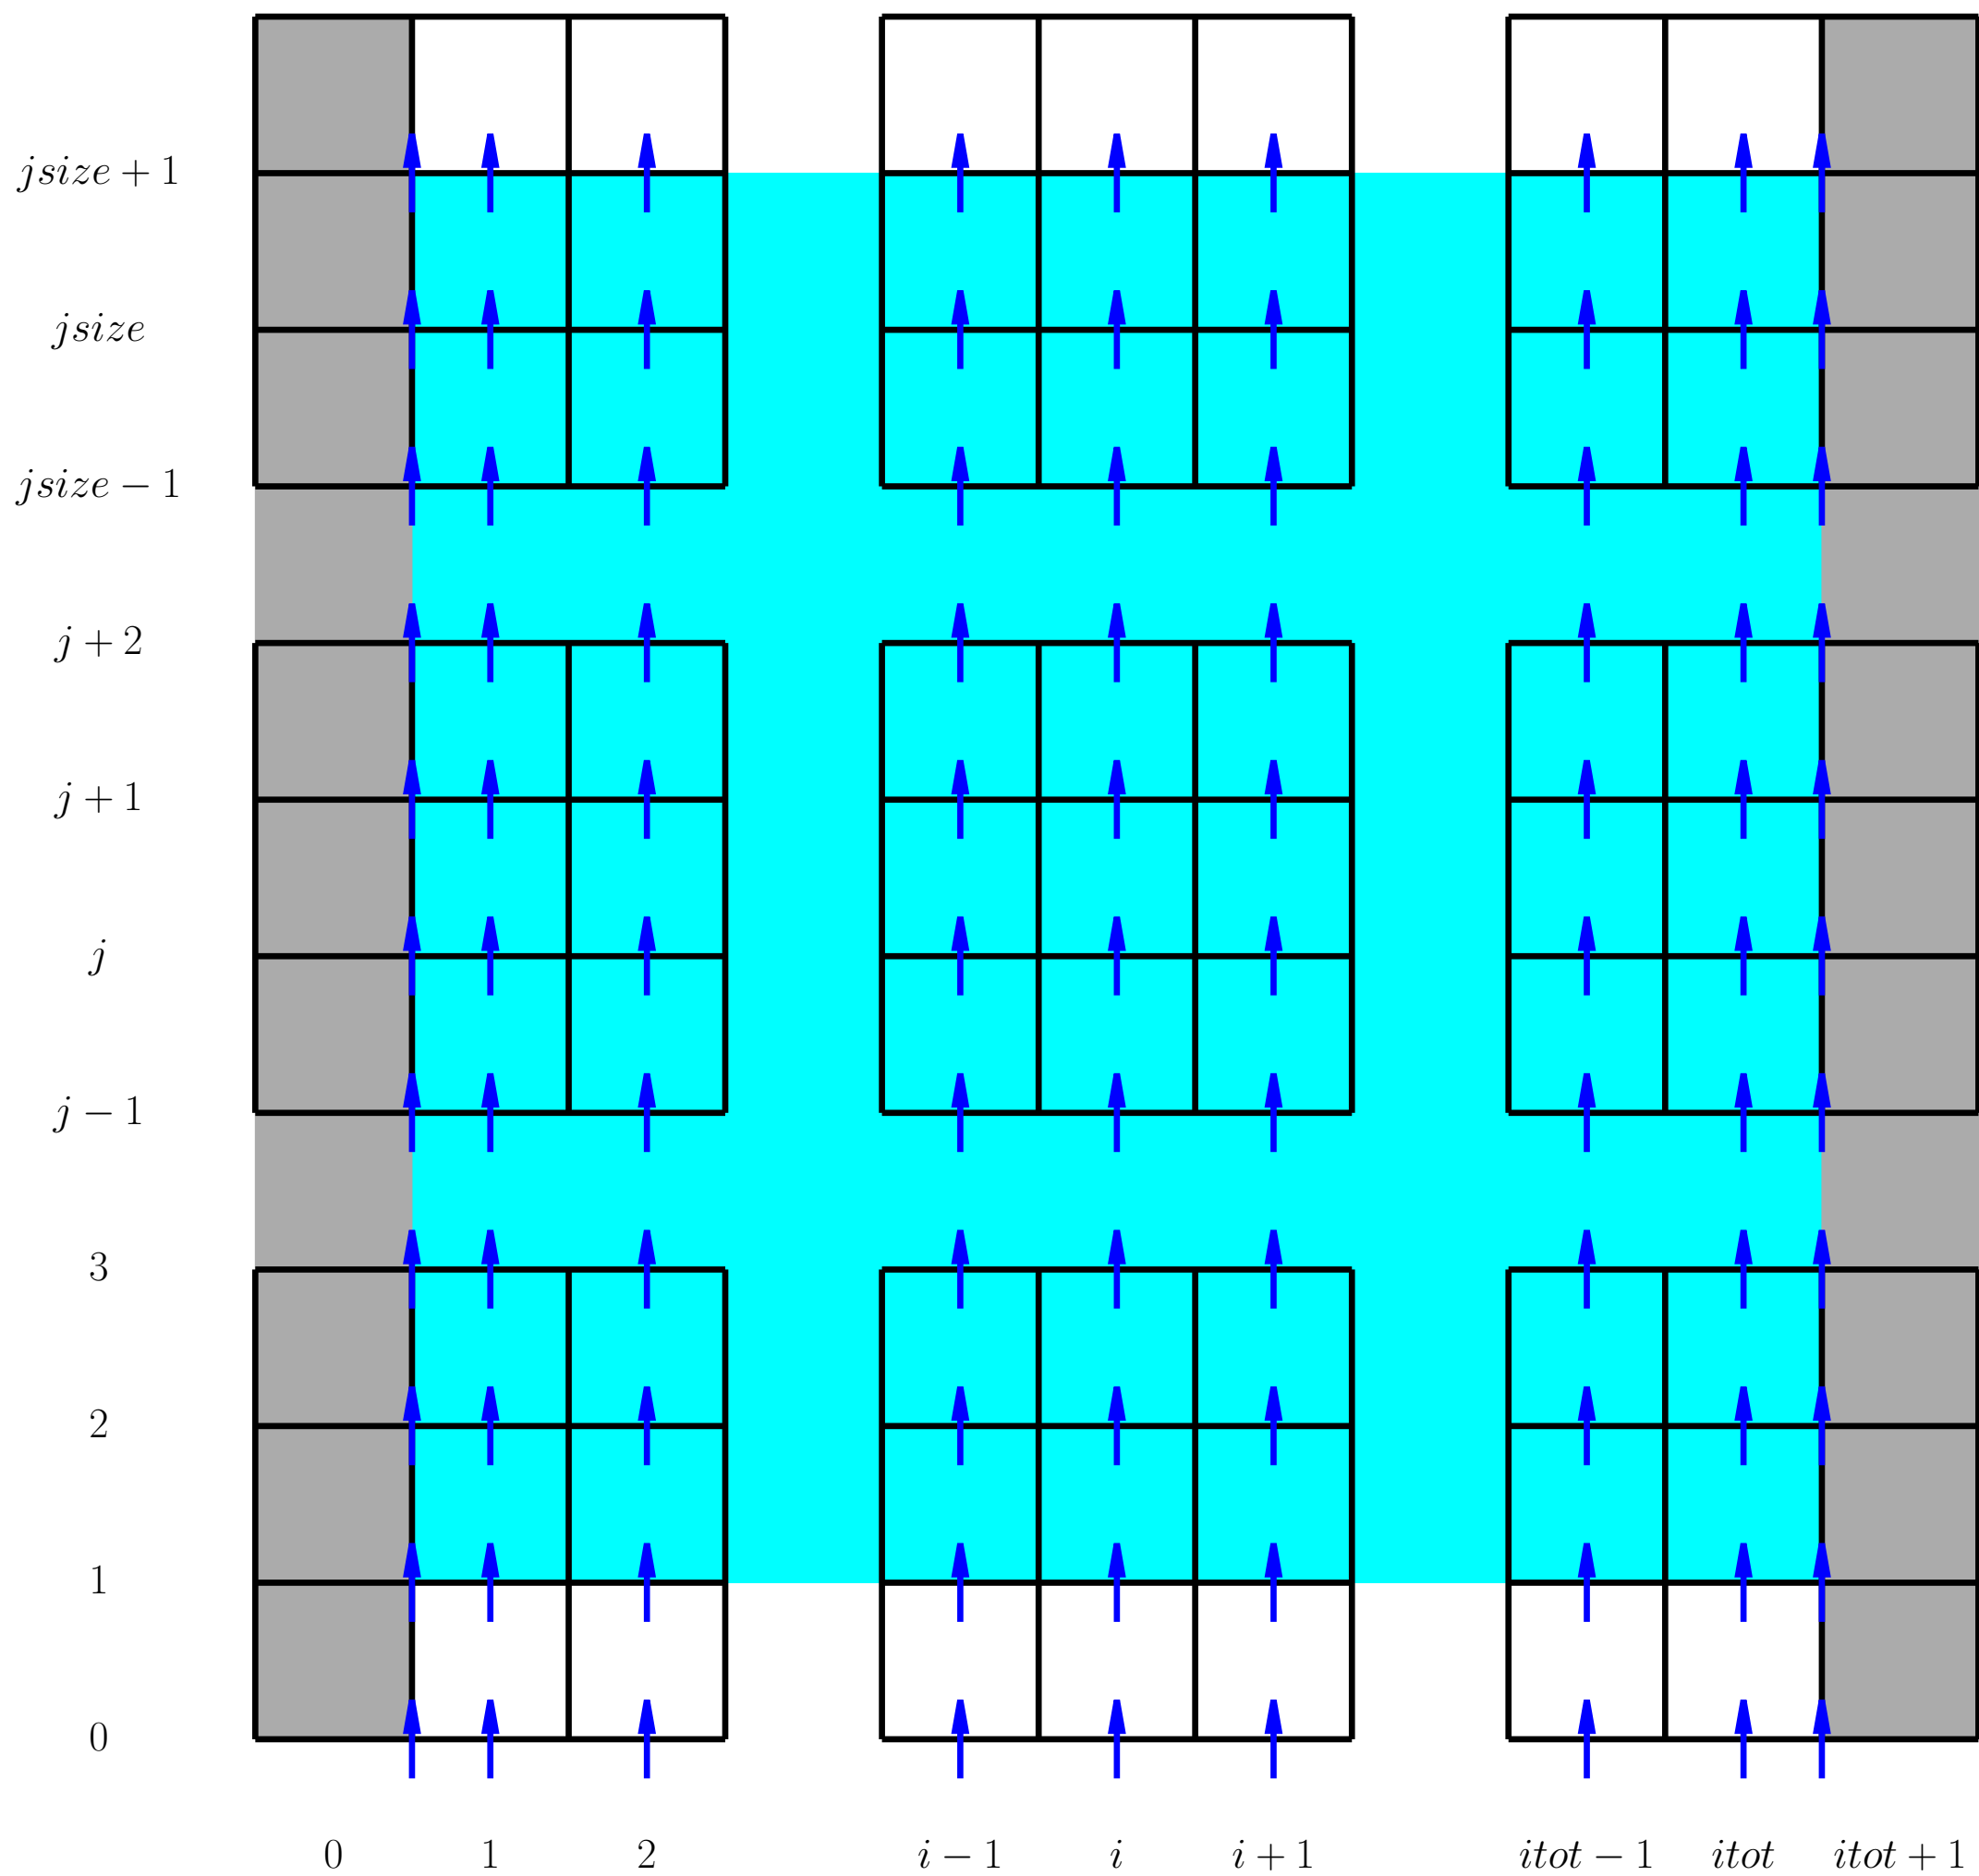 jsize + 1
jsize
jsize − 1
j + 2
j + 1
j
j − 1
3
2
1
0
0 1 2 i − 1 i i + 1 itot − 1 itot itot + 1